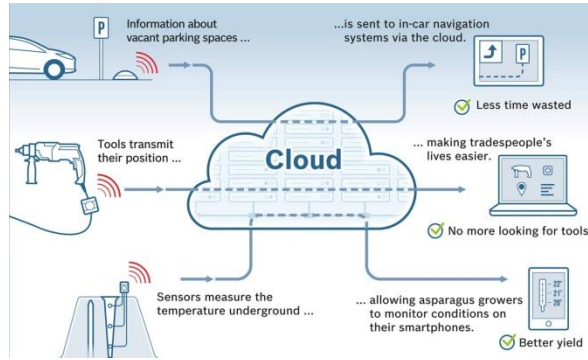 Information about
vacant parking spaces ...
...is sent to in-car navigation
systems via the cloud.
P
P
Less time wasted
Tools transmit
their position ...
Cloud
... making tradespeople's
lives easier.
No more looking for tools
Sensors measure the
temperature underground ...
... allowing asparagus growers
to monitor conditions on
their smartphones.
22°
21°
20°
Better yield